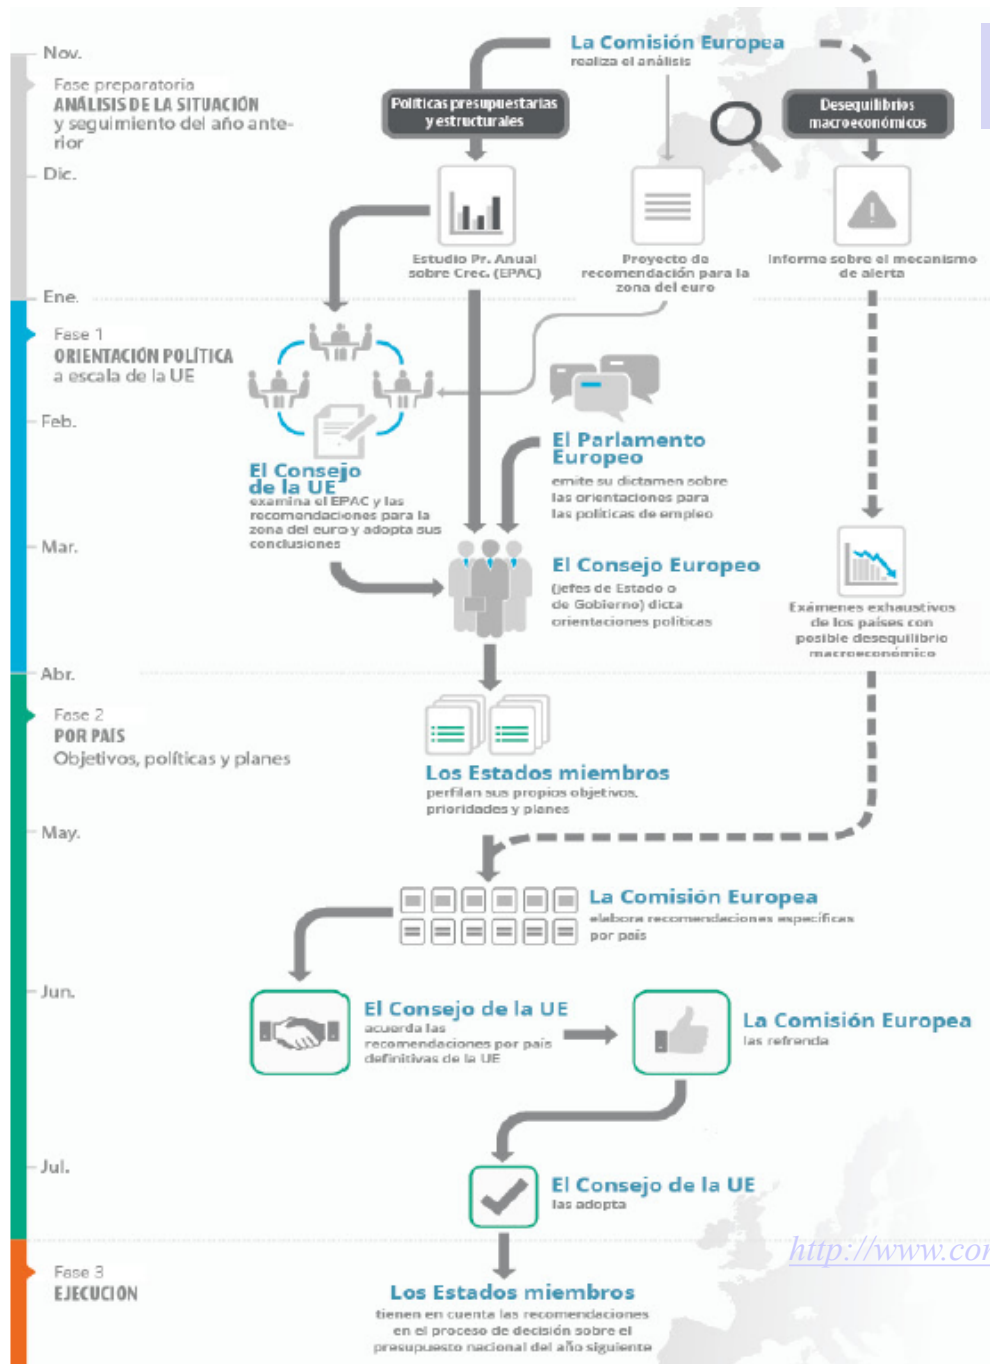 Nov.
Fase preparatoria
ANÁLISIS DE LA SITUACIÓN
y seguimiento del año ante-
rior
Dic.
La Comisión Europea
realiza el análisis
Políticas presupuestarias
y estructurales
Desequilibrios
macroeconómicos
Estudio Pr. Anual
sobre Crec. (EPAC)
Proyecto de
recomendación para la
zona del euro
Informe sobre el mecanismo
de alerta
Ene.
Fase 1
ORIENTACIÓN POLÍTICA
a escala de la UE
Feb.
El Consejo
de la UE
examina el EPAC y las
recomendaciones para la
zona del euro y adopta sus
conclusiones
El Parlamento
Europeo
emite su dictamen sobre
las orientaciones para
las políticas de empleo
Mar.
El Consejo Europeo
(jefes de Estado o
de Gobierno) dicta
orientaciones políticas
Exámenes exhaustivos
de los países con
posible desequilibrio
macroeconómico
Abr.
Fase 2
POR PAÍS
Objetivos, políticas y planes
Los Estados miembros
perfilan sus propios objetivos,
prioridades y planes
May.
La Comisión Europea
elabora recomendaciones específicas
por país
Jun.
El Consejo de la UE
acuerda las
recomendaciones por país
definitivas de la UE
La Comisión Europea
las refrenda
Jul.
El Consejo de la UE
las adopta
http://www.con
Fase 3
EJECUCION
Los Estados miembros
tienen en cuenta las recomendaciones
en el proceso de decisión sobre el
presupuesto nacional del año siguiente